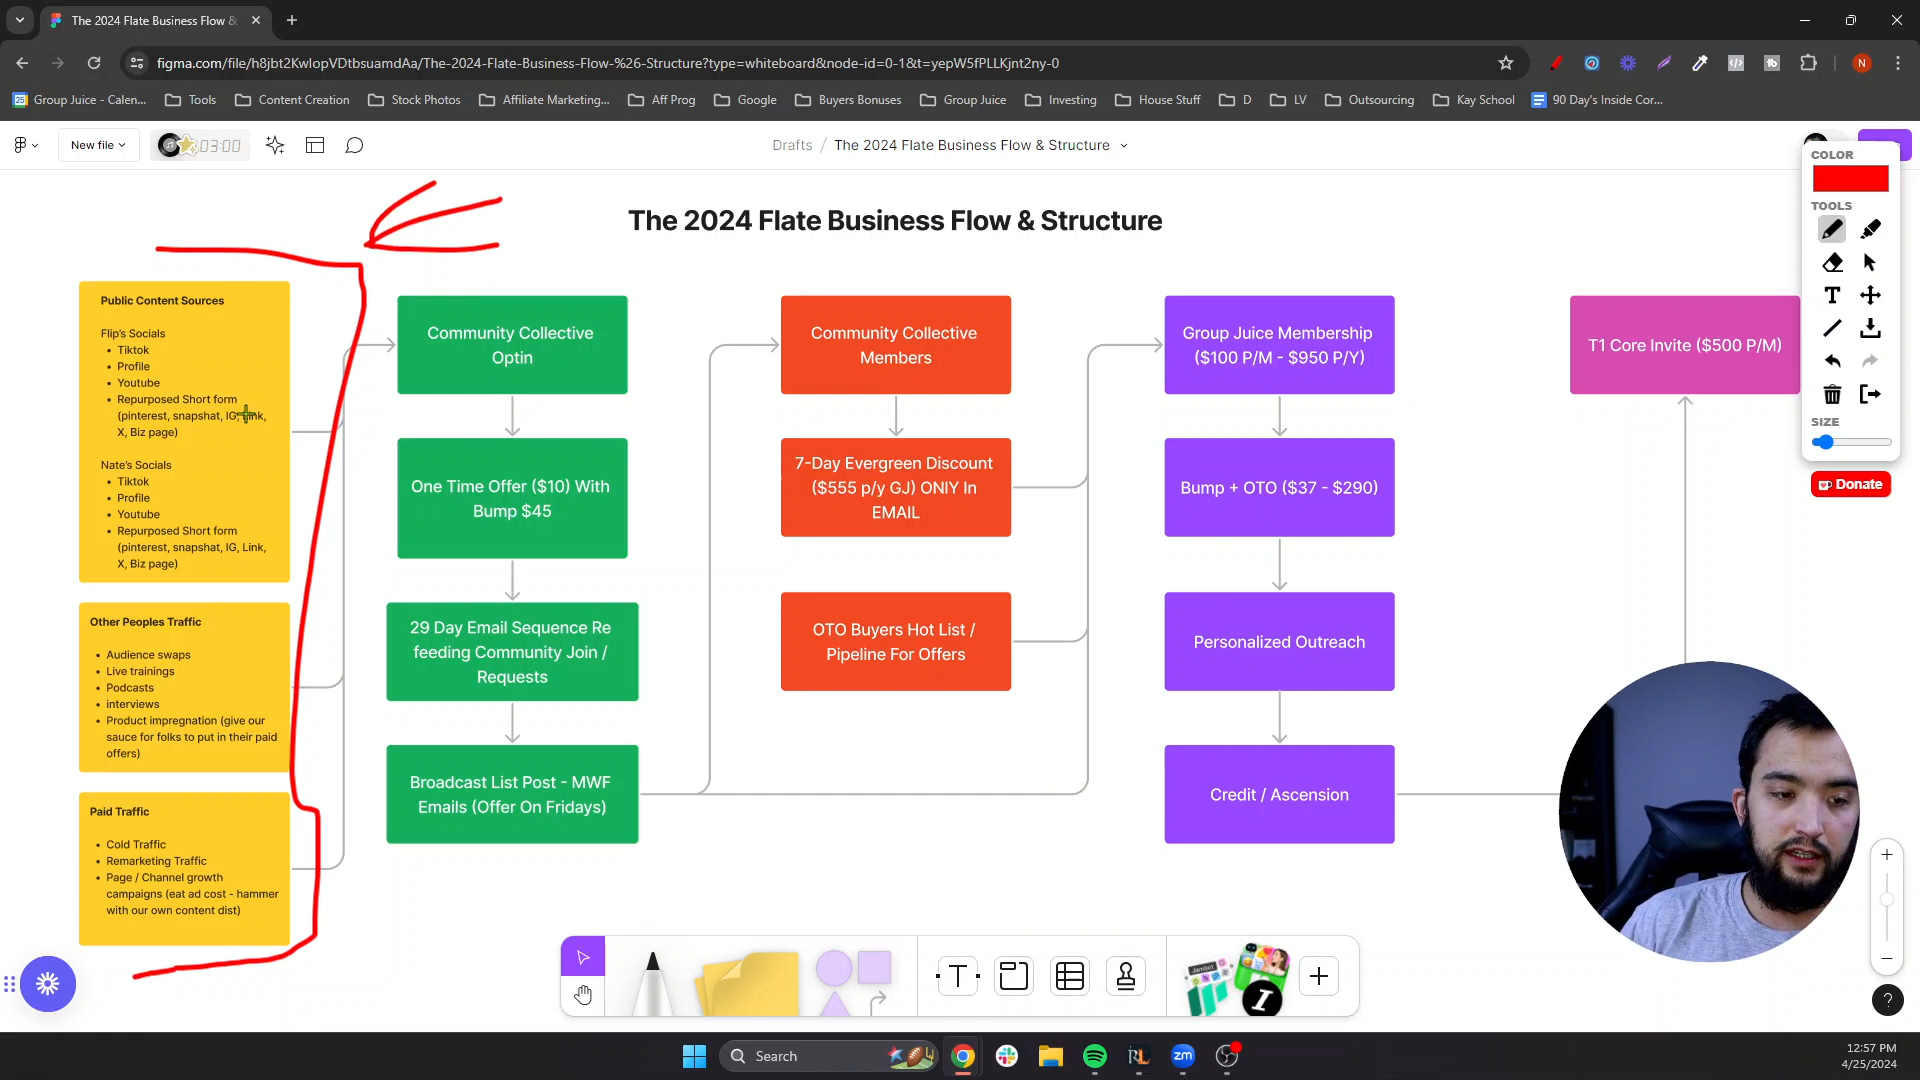 The 2024 Flate Business Flow &
figma.com/file/h8jbt2KwIopVDtbsuamdAa/The-2024-Flate-Business-Flow-%26-Structure?type=whiteboard&node-id=0-1&t=yepW5fPLLKjnt2ny-0
N
Group Juice - Calen...
Tools
Content Creation
Stock Photos
Affiliate Marketing...
Aff Prog
Google
Buyers Bonuses
Group Juice
Investing
House Stuff
D
LV
Outsourcing
Kay School
90 Day's Inside Cor...
New file
03:00
Drafts / The 2024 Flate Business Flow & Structure
COLOR
TOOLS
T
SIZE
Donate
The 2024 Flate Business Flow & Structure
Public Content Sources
Flip's Socials
• Tiktok
• Profile
• Youtube
• Repurposed Short form
(pinterest, snapshat, IG, Link,
X, Biz page)
Nate's Socials
• Tiktok
• Profile
• Youtube
• Repurposed Short form
(pinterest, snapshat, IG, Link,
X, Biz page)
Other Peoples Traffic
• Audience swaps
• Live trainings
• Podcasts
• interviews
• Product impregnation (give our
sauce for folks to put in their paid
offers)
Paid Traffic
• Cold Traffic
• Remarketing Traffic
• Page / Channel growth
campaigns (eat ad cost - hammer
with our own content dist)
Community Collective
Optin
One Time Offer ($10) With
Bump $45
29 Day Email Sequence Re
feeding Community Join /
Requests
Broadcast List Post - MWF
Emails (Offer On Fridays)
Community Collective
Members
7-Day Evergreen Discount
($555 p/y GJ) ONlY In
EMAIL
OTO Buyers Hot List /
Pipeline For Offers
Group Juice Membership
($100 P/M - $950 P/Y)
Bump + OTO ($37 - $290)
Personalized Outreach
Credit / Ascension
T1 Core Invite ($500 P/M)
T
Jambot
I
?
Search
RL
zm
12:57 PM
4/25/2024